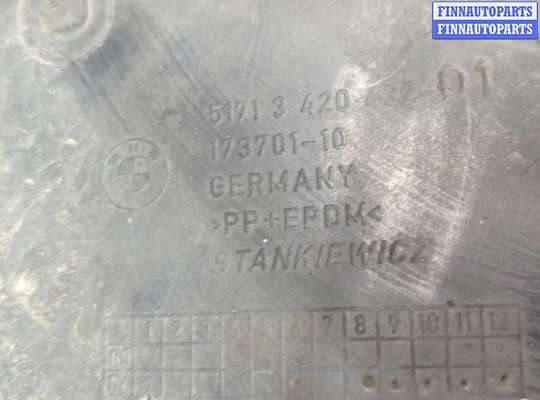 FINNAUTOPARTS
FINNAUTOPARTS
5171 3 420 01
173701-10
GERMANY
>PP+EPDM<
STANKIEWICZ
1 2 3 7 8 9 10 11 12